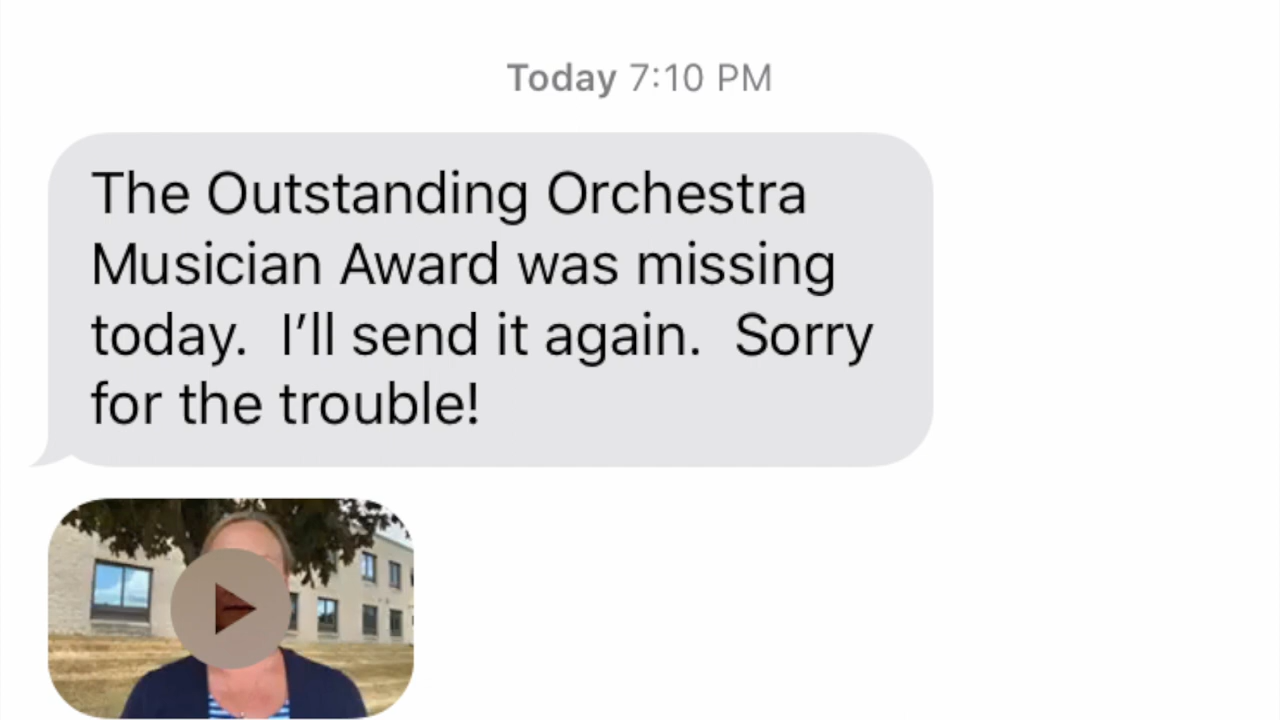 Today 7:10 PM
The Outstanding Orchestra
Musician Award was missing
today.  I’ll send it again.  Sorry
for the trouble!